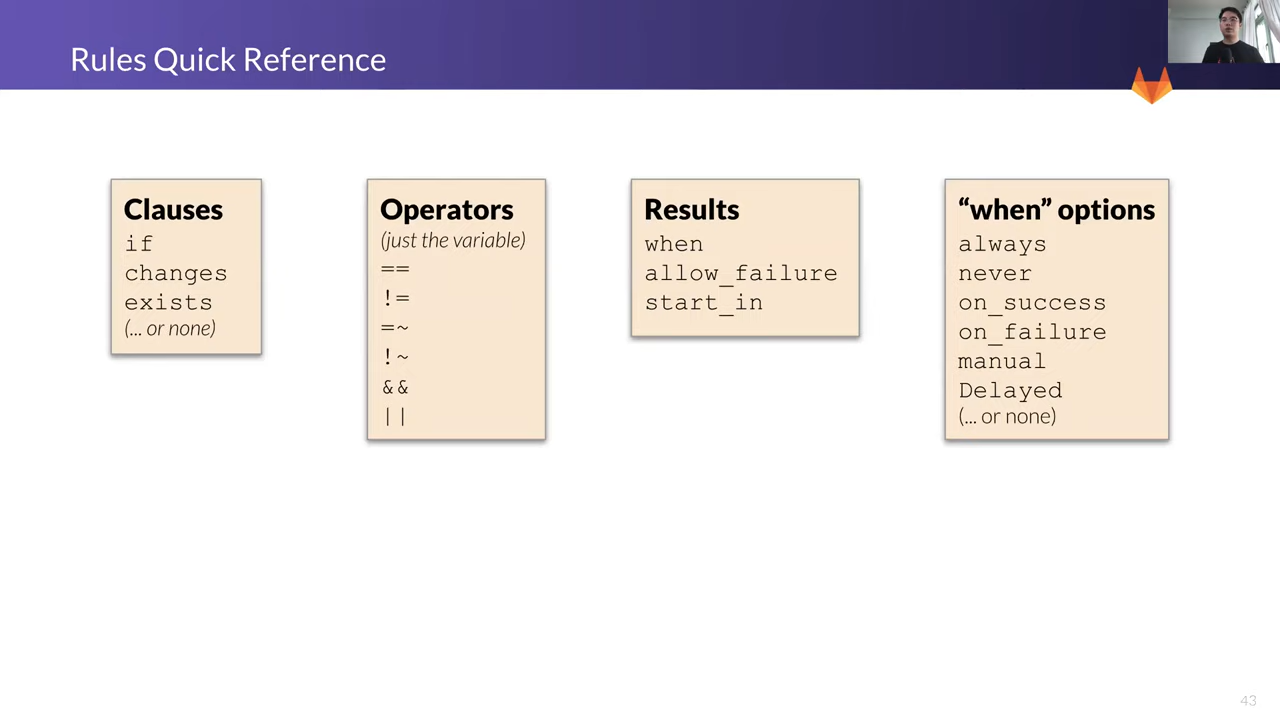 Rules Quick Reference
Clauses
if
changes
exists
(... or none)
Operators
(just the variable)
==
!=
=~
!~
&&
||
Results
when
allow_failure
start_in
“when” options
always
never
on_success
on_failure
manual
Delayed
(... or none)
43